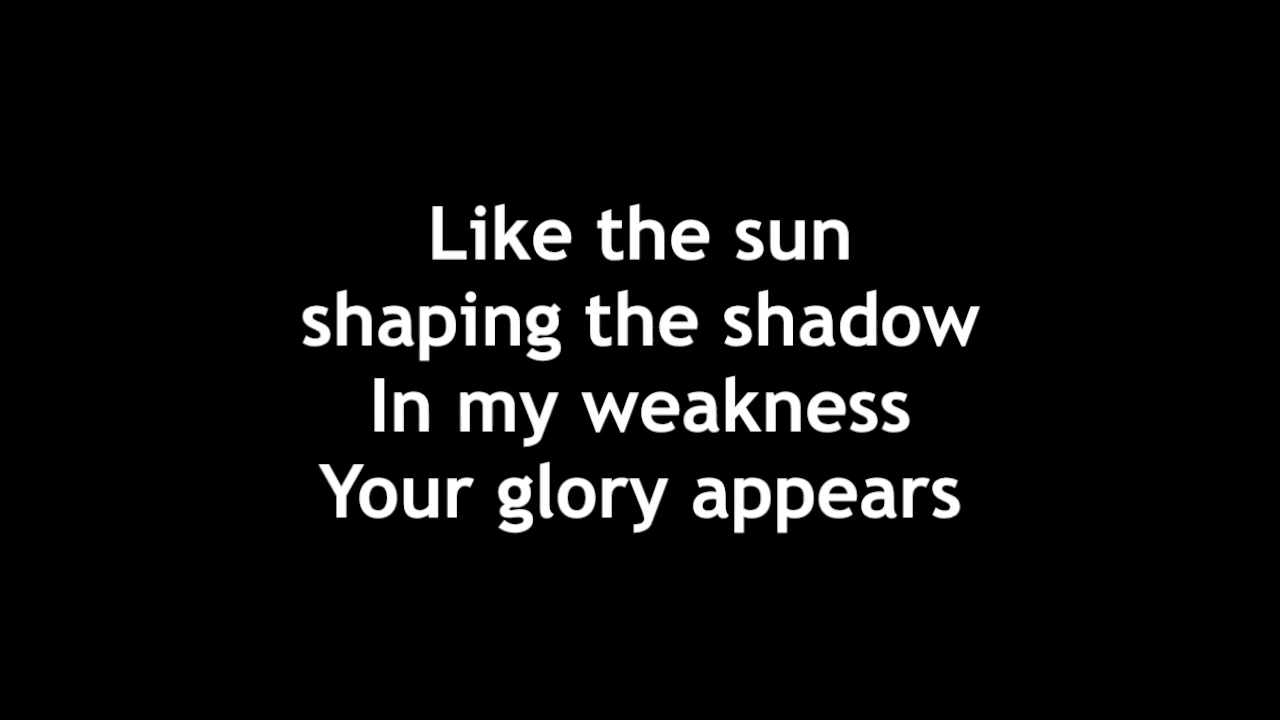 Like the sun
shaping the shadow
In my weakness
Your glory appears